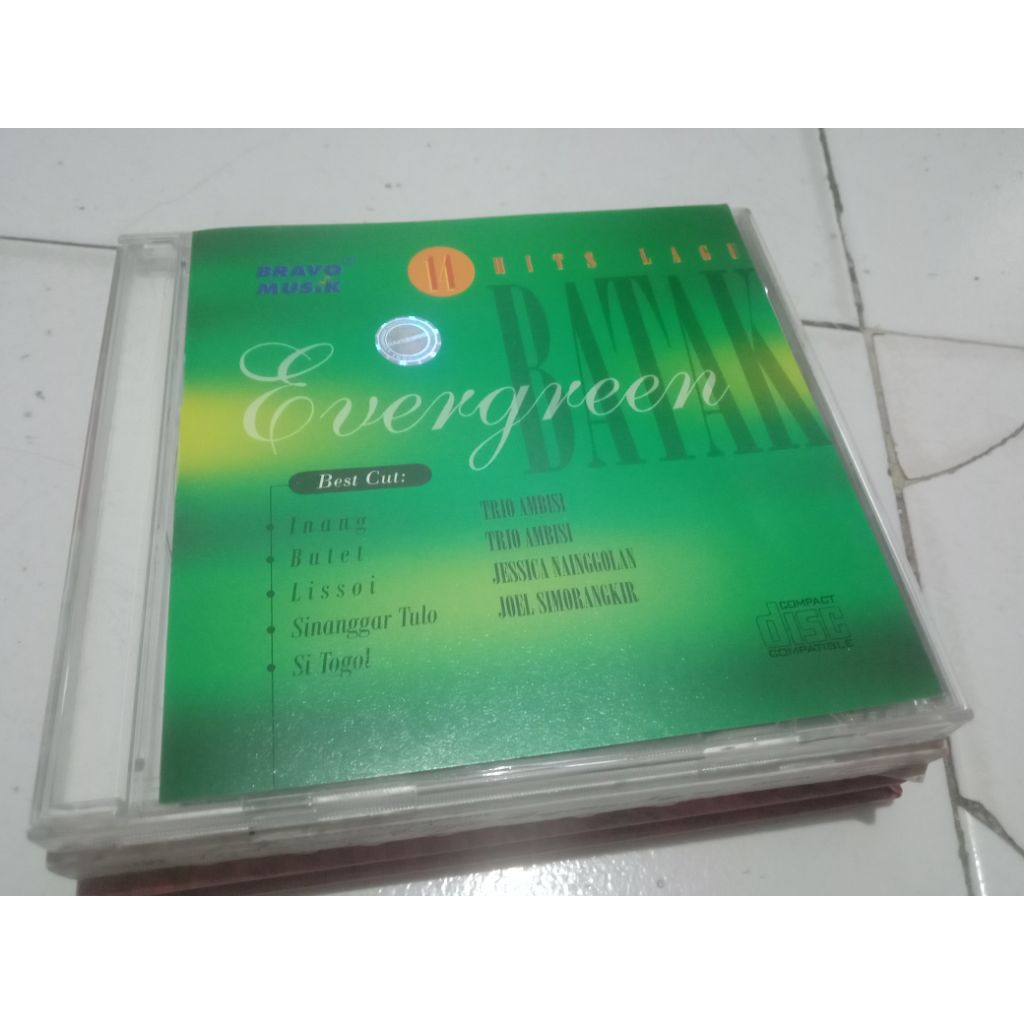 BRAVO
MUSIK
14 HITS LAGU
BATAK
Evergreen
Best Cut:
Inang TRIO AMBISI
Butet TRIO AMBISI
Lissoi JESSICA NAINGGOLAN
Sinanggar Tulo JOEL SIMORANGKIR
Si Togol
COMPACT
disc
COMPATIBLE